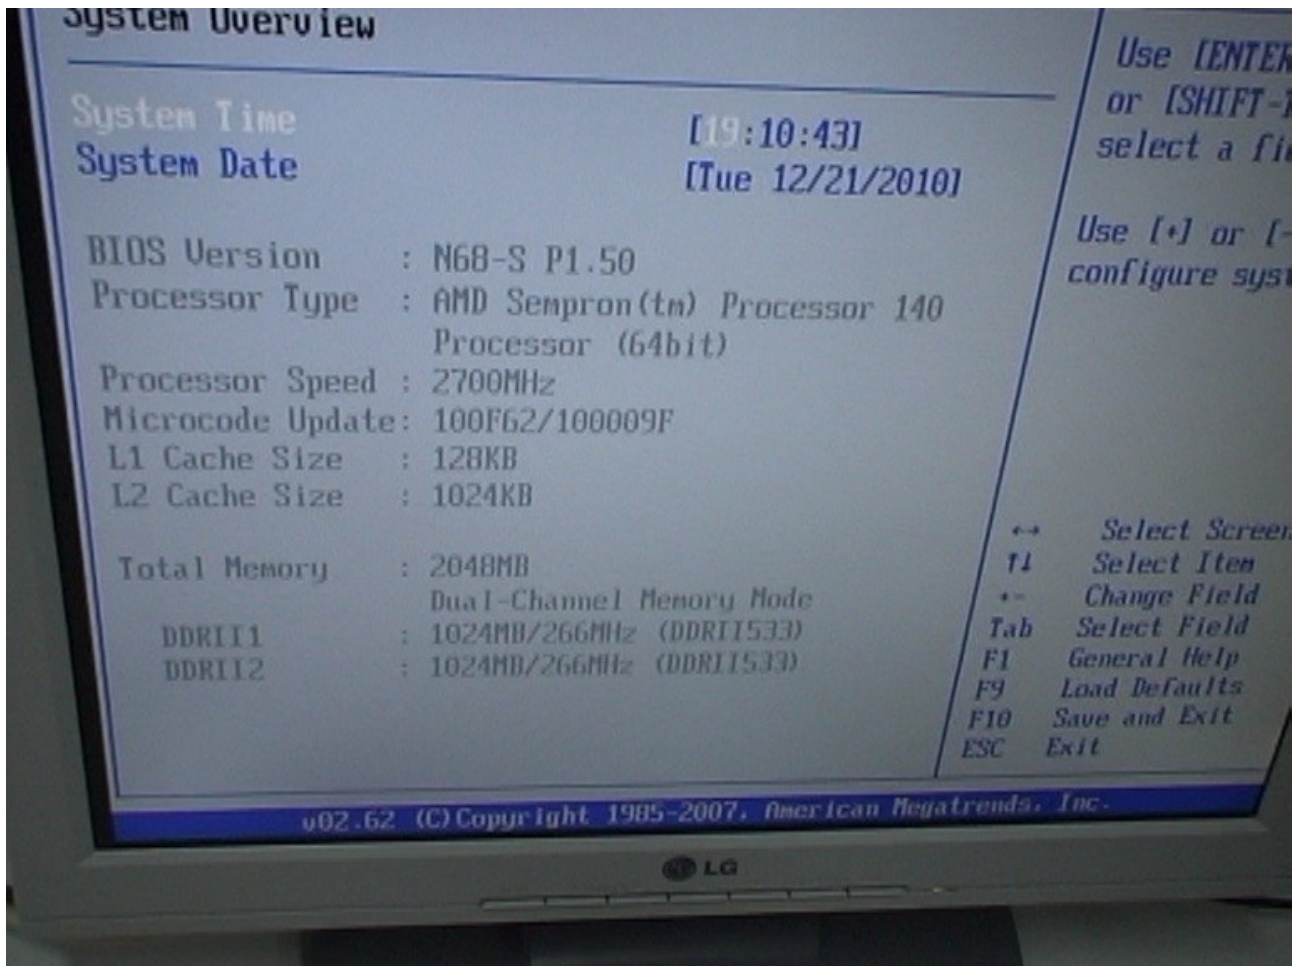 System Overview
System Time [19:10:43]
System Date [Tue 12/21/2010]
BIOS Version : N68-S P1.50
Processor Type : AMD Sempron(tm) Processor 140
Processor (64bit)
Processor Speed : 2700MHz
Microcode Update: 100F62/100009F
L1 Cache Size : 128KB
L2 Cache Size : 1024KB
Total Memory : 2048MB
Dual-Channel Memory Mode
DDRII1 : 1024MB/266MHz (DDRII533)
DDRII2 : 1024MB/266MHz (DDRII533)
Use [ENTER
or [SHIFT-T
select a fie
Use [+] or [-
configure syst
←→ Select Screen
↑↓ Select Item
+- Change Field
Tab Select Field
F1 General Help
F9 Load Defaults
F10 Save and Exit
ESC Exit
v02.62 (C)Copyright 1985-2007, American Megatrends, Inc.
LG